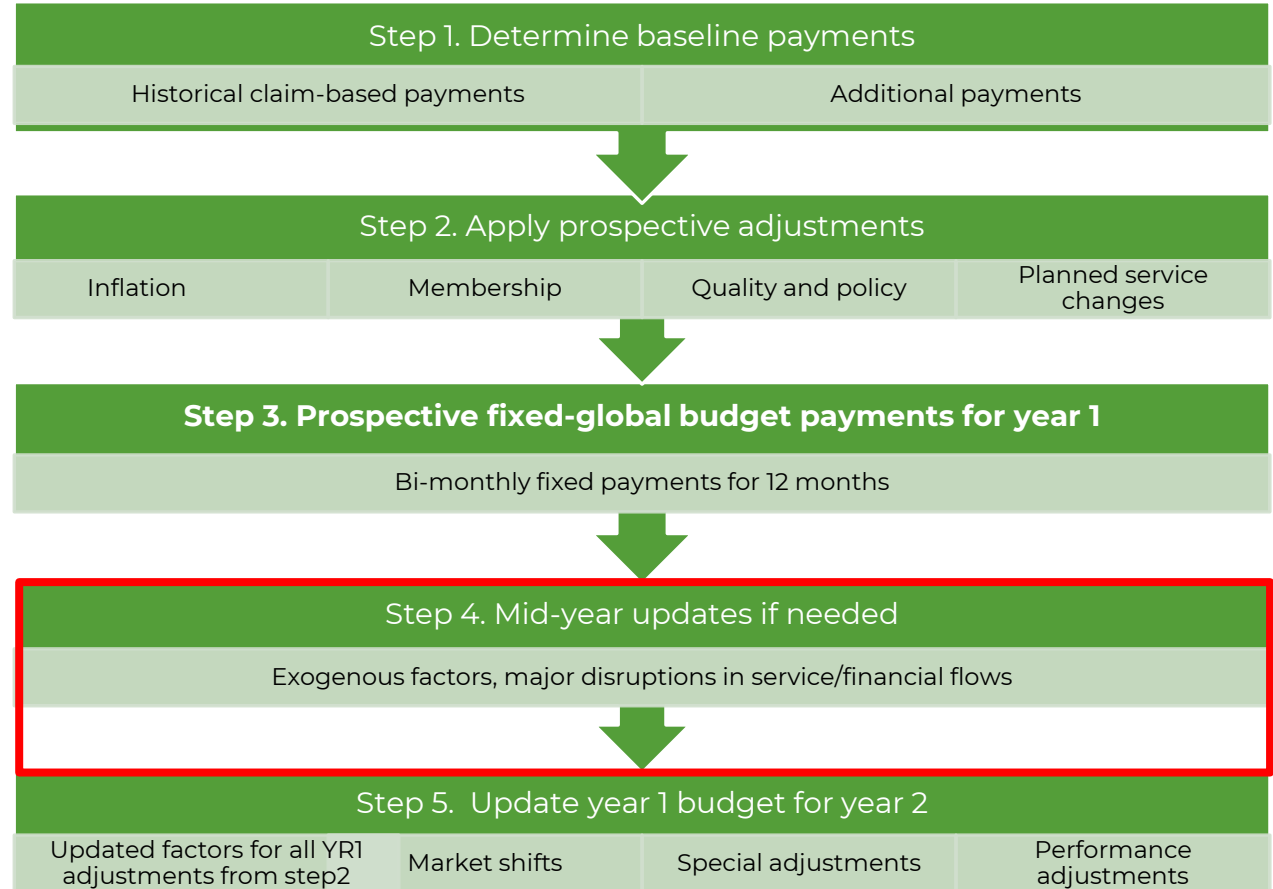 Step 1. Determine baseline payments
Historical claim-based payments
Additional payments
Step 2. Apply prospective adjustments
Inflation
Membership
Quality and policy
Planned service
changes
Step 3. Prospective fixed-global budget payments for year 1
Bi-monthly fixed payments for 12 months
Step 4. Mid-year updates if needed
Exogenous factors, major disruptions in service/financial flows
Step 5.  Update year 1 budget for year 2
Updated factors for all YR1
adjustments from step2
Market shifts
Special adjustments
Performance
adjustments